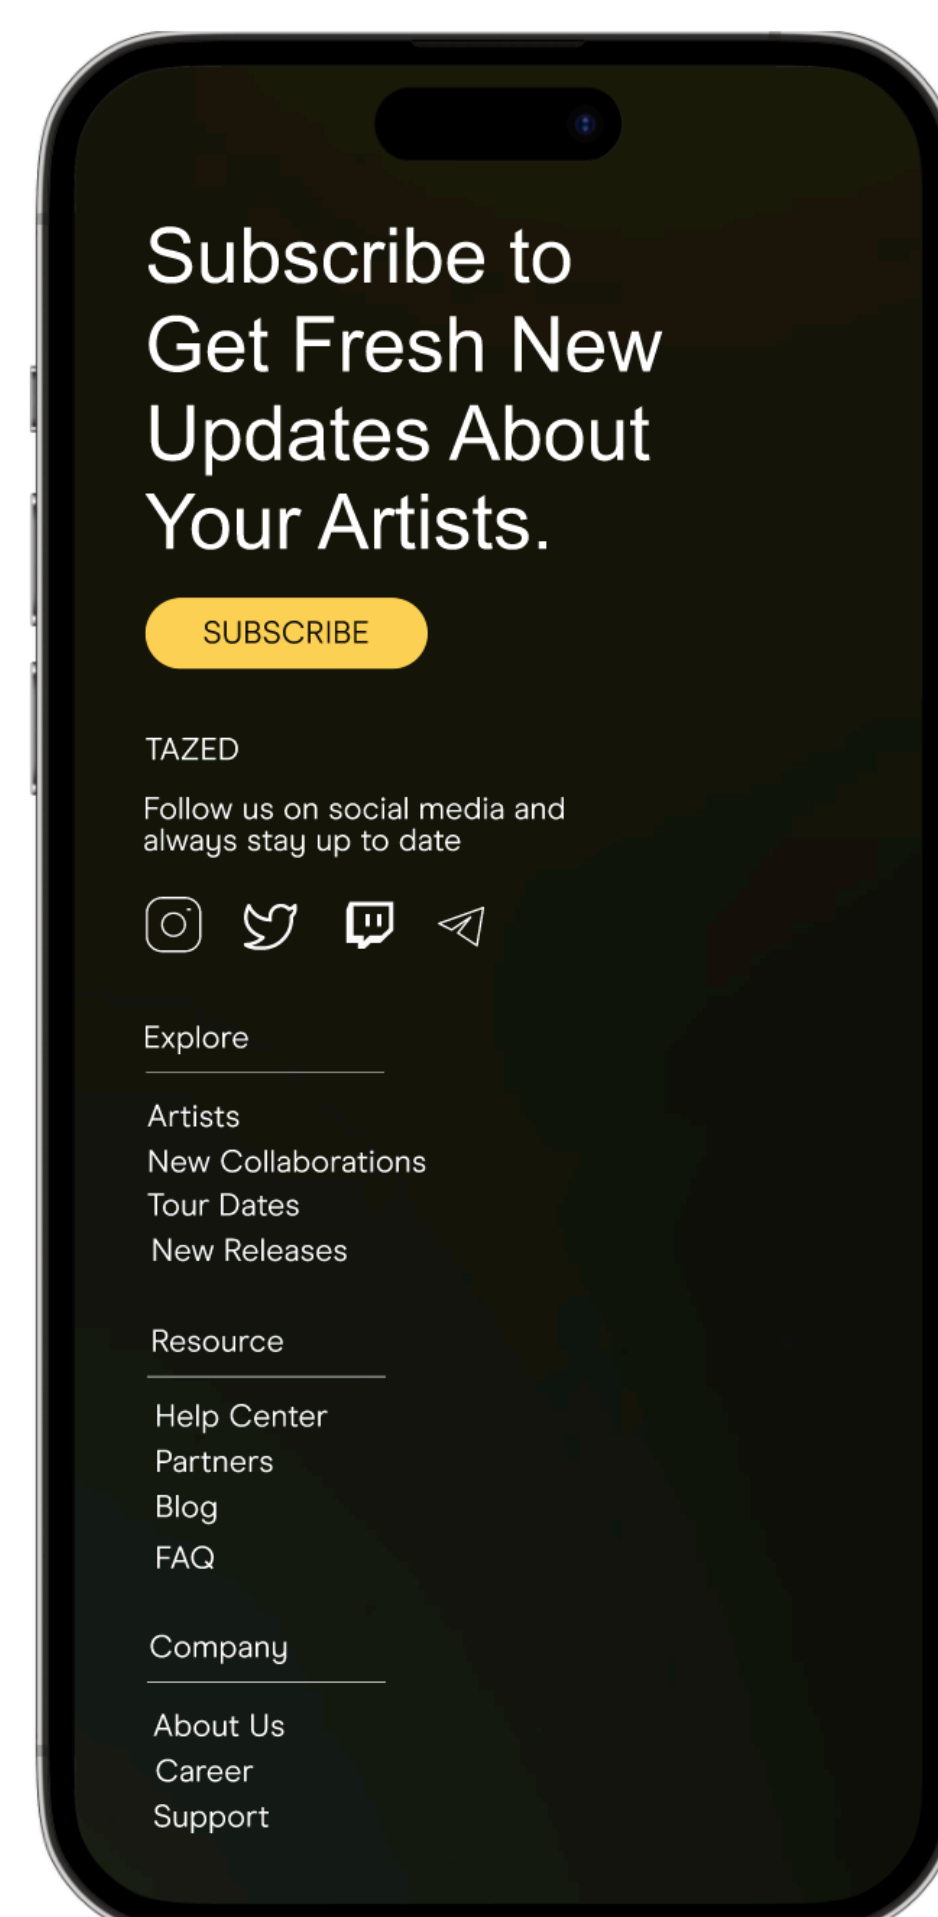 Subscribe to
Get Fresh New
Updates About
Your Artists.
SUBSCRIBE
TAZED
Follow us on social media and
always stay up to date
Explore
Artists
New Collaborations
Tour Dates
New Releases
Resource
Help Center
Partners
Blog
FAQ
Company
About Us
Career
Support